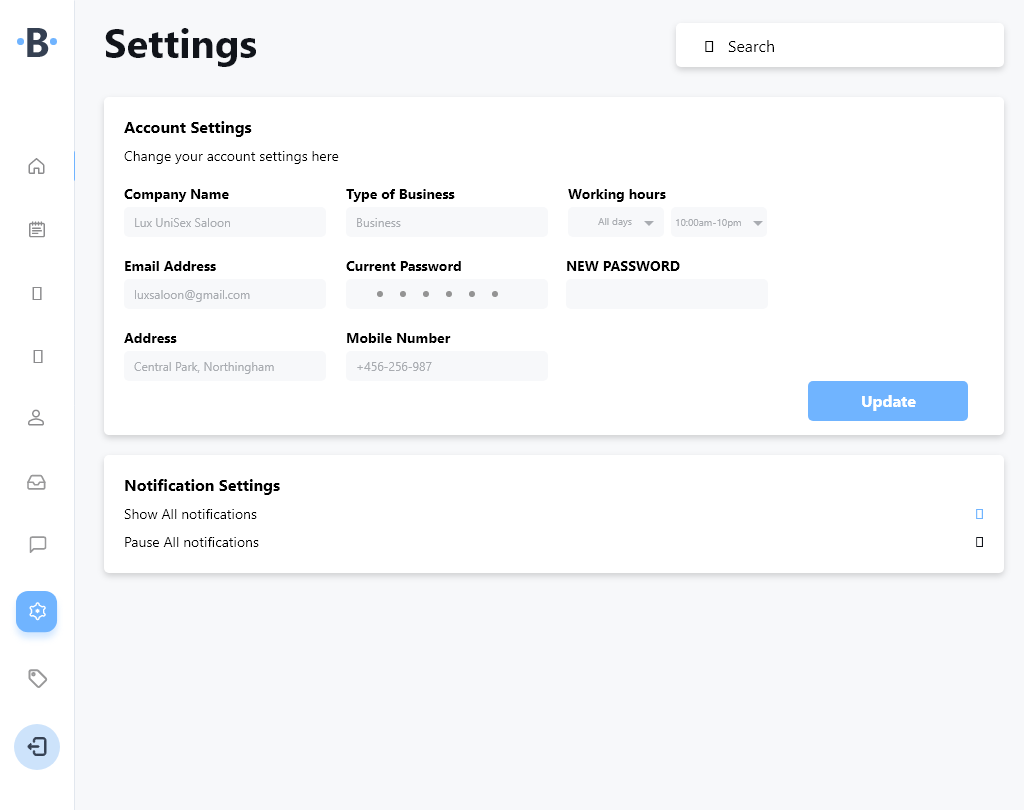 B
Settings
Search
Account Settings
Change your account settings here
Company Name
Type of Business
Working hours
Lux UniSex Saloon
Business
All days
10:00am-10pm
Email Address
Current Password
NEW PASSWORD
luxsaloon@gmail.com
Address
Mobile Number
Central Park, Northingham
+456-256-987
Update
Notification Settings
Show All notifications
Pause All notifications